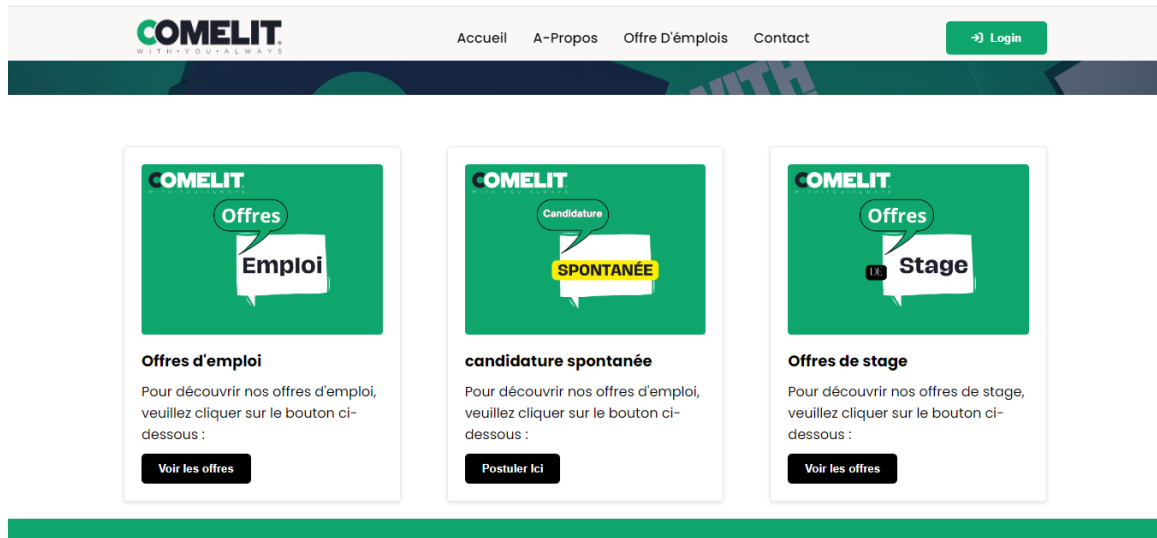 COMELIT
WITH•YOU•ALWAYS
Accueil A-Propos Offre D'émplois Contact Login
WITH
COMELIT
Offres
Emploi
Offres d'emploi
Pour découvrir nos offres d'emploi,
veuillez cliquer sur le bouton ci-
dessous :
Voir les offres
COMELIT
Candidature
SPONTANÉE
candidature spontanée
Pour découvrir nos offres d'emploi,
veuillez cliquer sur le bouton ci-
dessous :
Postuler Ici
COMELIT
Offres
DE Stage
Offres de stage
Pour découvrir nos offres de stage,
veuillez cliquer sur le bouton ci-
dessous :
Voir les offres